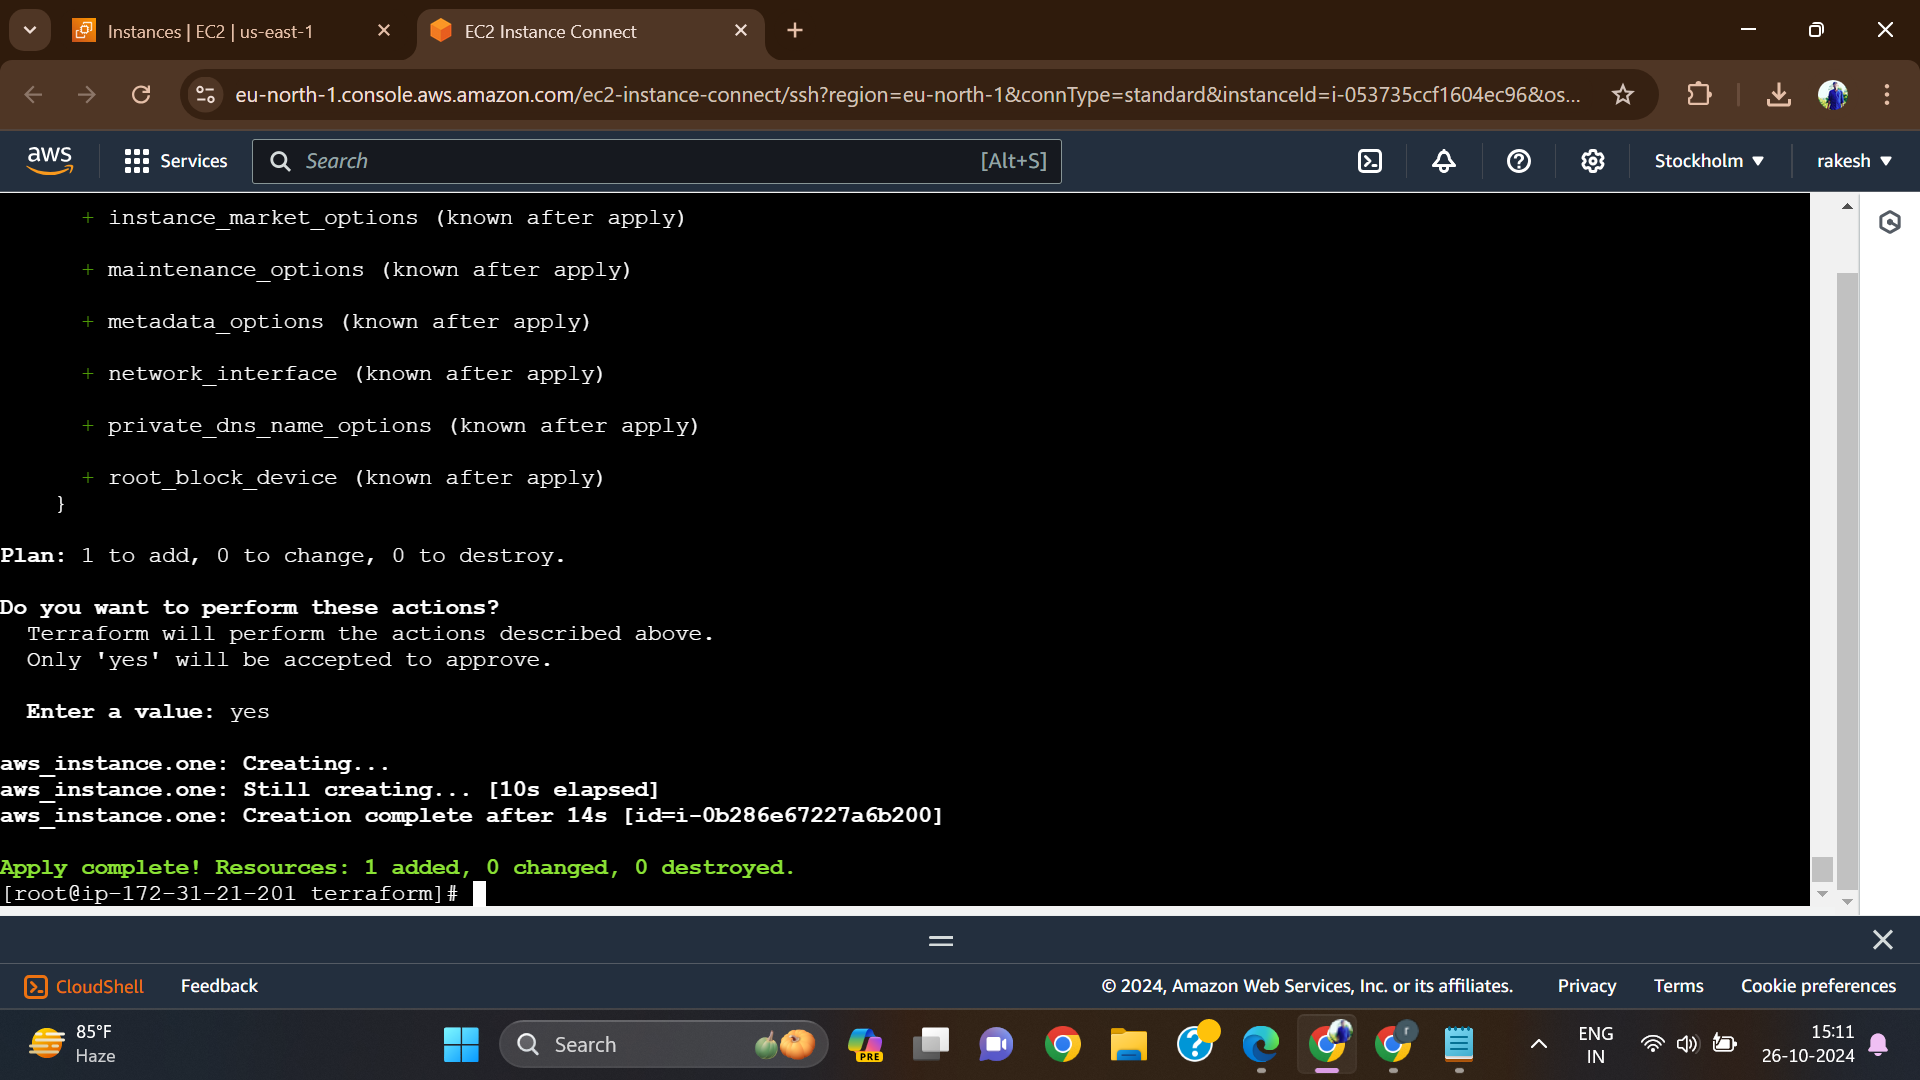 Instances | EC2 | us-east-1
EC2 Instance Connect
eu-north-1.console.aws.amazon.com/ec2-instance-connect/ssh?region=eu-north-1&connType=standard&instanceId=i-053735ccf1604ec96&os...
aws
Services
Search
[Alt+S]
Stockholm
rakesh
+ instance_market_options (known after apply)
+ maintenance_options (known after apply)
+ metadata_options (known after apply)
+ network_interface (known after apply)
+ private_dns_name_options (known after apply)
+ root_block_device (known after apply)
}
Plan: 1 to add, 0 to change, 0 to destroy.
Do you want to perform these actions?
Terraform will perform the actions described above.
Only 'yes' will be accepted to approve.
Enter a value: yes
aws_instance.one: Creating...
aws_instance.one: Still creating... [10s elapsed]
aws_instance.one: Creation complete after 14s [id=i-0b286e67227a6b200]
Apply complete! Resources: 1 added, 0 changed, 0 destroyed.
[root@ip-172-31-21-201 terraform]#
CloudShell
Feedback
© 2024, Amazon Web Services, Inc. or its affiliates.
Privacy
Terms
Cookie preferences
85°F
Haze
Search
PRE
r
ENG
IN
15:11
26-10-2024